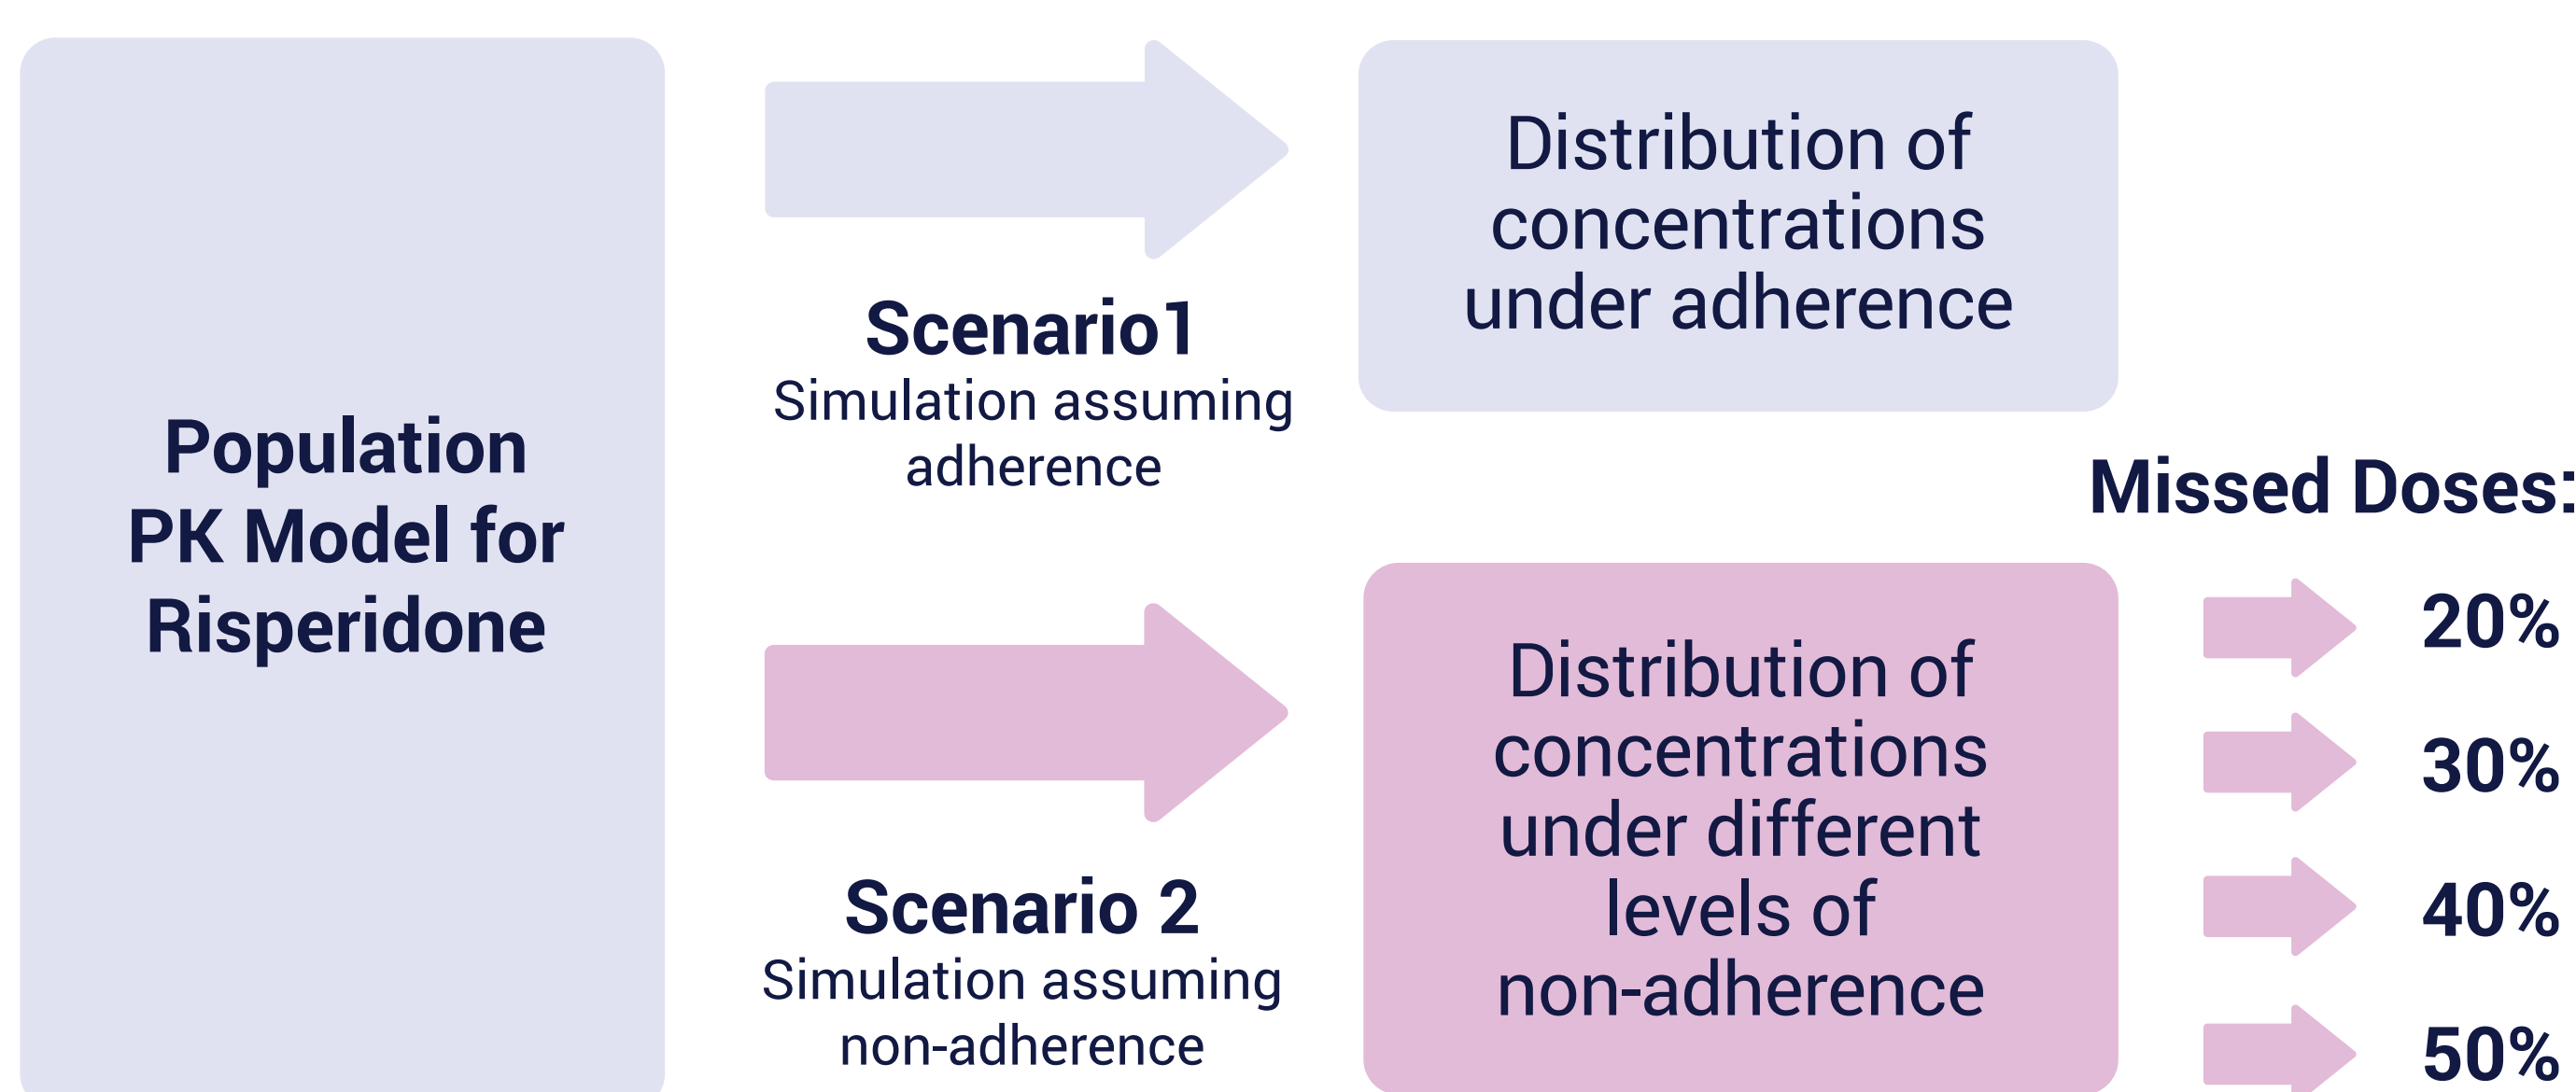 Population
PK Model for
Risperidone
Scenario1
Simulation assuming
adherence
Distribution of
concentrations
under adherence
Scenario 2
Simulation assuming
non-adherence
Distribution of
concentrations
under different
levels of
non-adherence
Missed Doses:
20%
30%
40%
50%